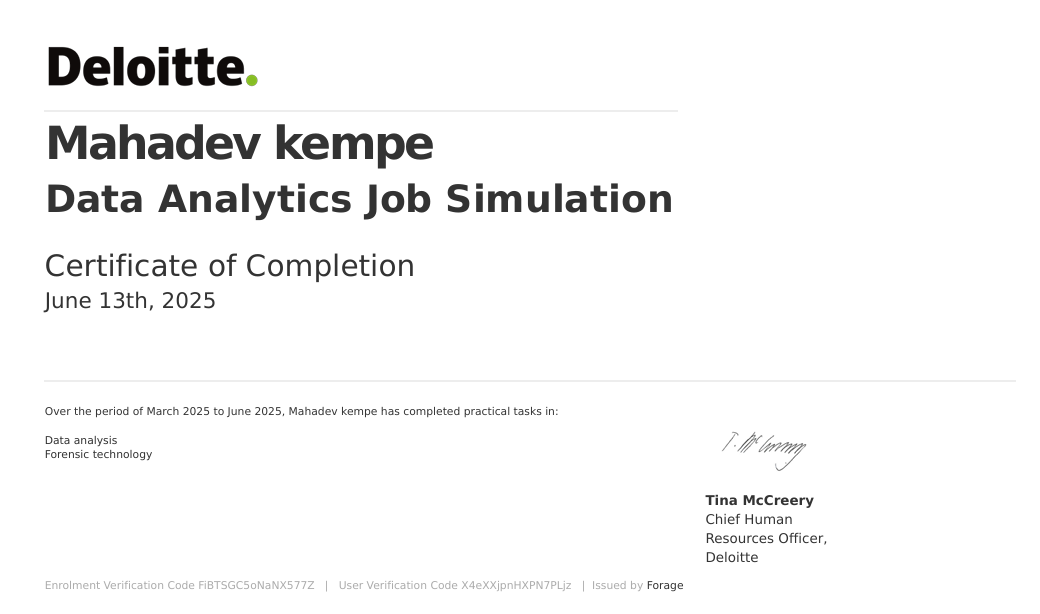 Deloitte.
Mahadev kempe
Data Analytics Job Simulation
Certificate of Completion
June 13th, 2025
Over the period of March 2025 to June 2025, Mahadev kempe has completed practical tasks in:
Data analysis
Forensic technology
T. McCreery
Tina McCreery
Chief Human
Resources Officer,
Deloitte
Enrolment Verification Code FiBTSGC5oNaNX577Z | User Verification Code X4eXXjpnHXPN7PLjz | Issued by Forage